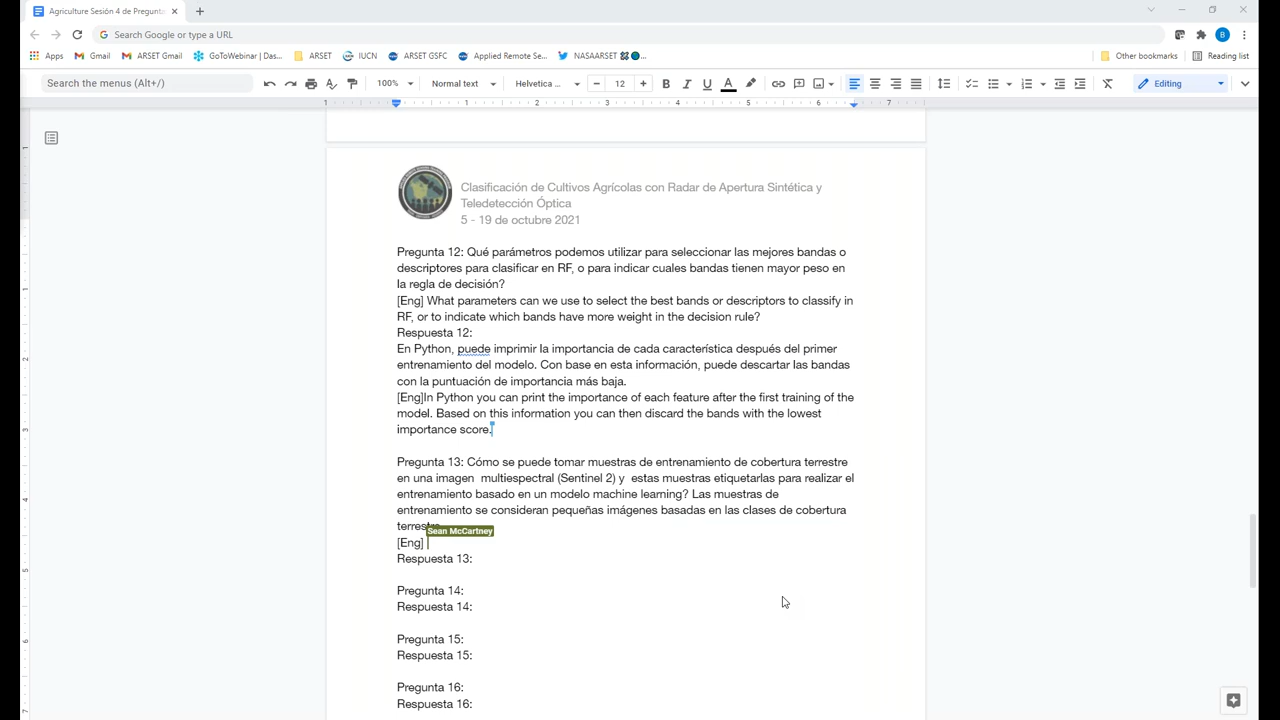 Agriculture Sesión 4 de Pregunta
Search Google or type a URL
Apps Gmail ARSET Gmail GoToWebinar | Das... ARSET IUCN ARSET GSFC Applied Remote Se... NASAARSET Other bookmarks Reading list
Search the menus (Alt+/) 100% Normal text Helvetica ... 12 Editing
1 1 2 3 4 5 6 7
Clasificación de Cultivos Agrícolas con Radar de Apertura Sintética y
Teledetección Óptica
5 - 19 de octubre 2021
Pregunta 12: Qué parámetros podemos utilizar para seleccionar las mejores bandas o
descriptores para clasificar en RF, o para indicar cuales bandas tienen mayor peso en
la regla de decisión?
[Eng] What parameters can we use to select the best bands or descriptors to classify in
RF, or to indicate which bands have more weight in the decision rule?
Respuesta 12:
En Python, puede imprimir la importancia de cada característica después del primer
entrenamiento del modelo. Con base en esta información, puede descartar las bandas
con la puntuación de importancia más baja.
[Eng]In Python you can print the importance of each feature after the first training of the
model. Based on this information you can then discard the bands with the lowest
importance score.
Pregunta 13: Cómo se puede tomar muestras de entrenamiento de cobertura terrestre
en una imagen multiespectral (Sentinel 2) y estas muestras etiquetarlas para realizar el
entrenamiento basado en un modelo machine learning? Las muestras de
entrenamiento se consideran pequeñas imágenes basadas en las clases de cobertura
terrestre
Sean McCartney
[Eng]
Respuesta 13:
Pregunta 14:
Respuesta 14:
Pregunta 15:
Respuesta 15:
Pregunta 16:
Respuesta 16: